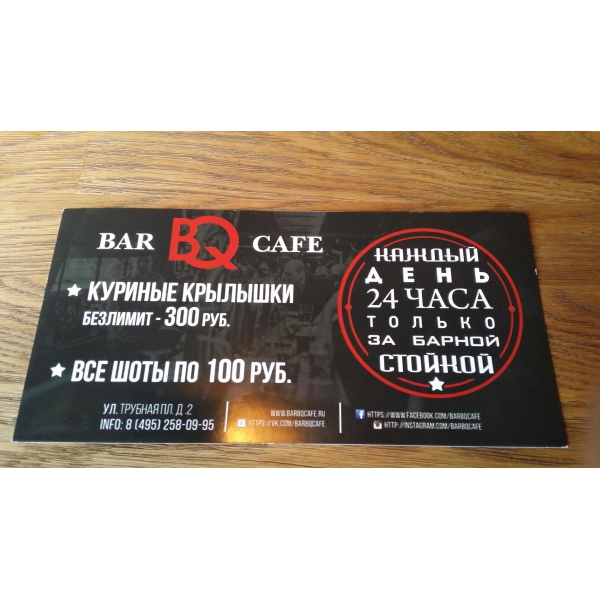 BAR BQ CAFE
★ КУРИНЫЕ КРЫЛЫШКИ
БЕЗЛИМИТ - 300 РУБ.
★ ВСЕ ШОТЫ ПО 100 РУБ.
УЛ. ТРУБНАЯ ПЛ. Д. 2
INFO: 8 (495) 258-09-95
WWW.BARBQCAFE.RU
HTTPS://VK.COM/BARBQCAFE
HTTPS://WWW.FACEBOOK.COM/BARBQCAFE
HTTP://INSTAGRAM.COM/BARBQCAFE
КАЖДЫЙ
ДЕНЬ
24 ЧАСА
ТОЛЬКО
ЗА БАРНОЙ
СТОЙКОЙ